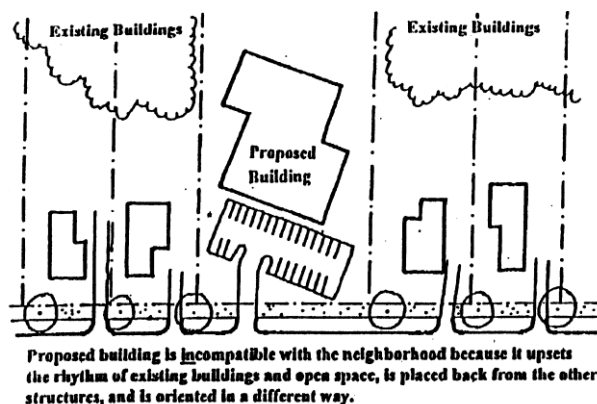 Existing Buildings
Existing Buildings
Proposed
Building
Proposed building is incompatible with the neighborhood because it upsets
the rhythm of existing buildings and open space, is placed back from the other
structures, and is oriented in a different way.